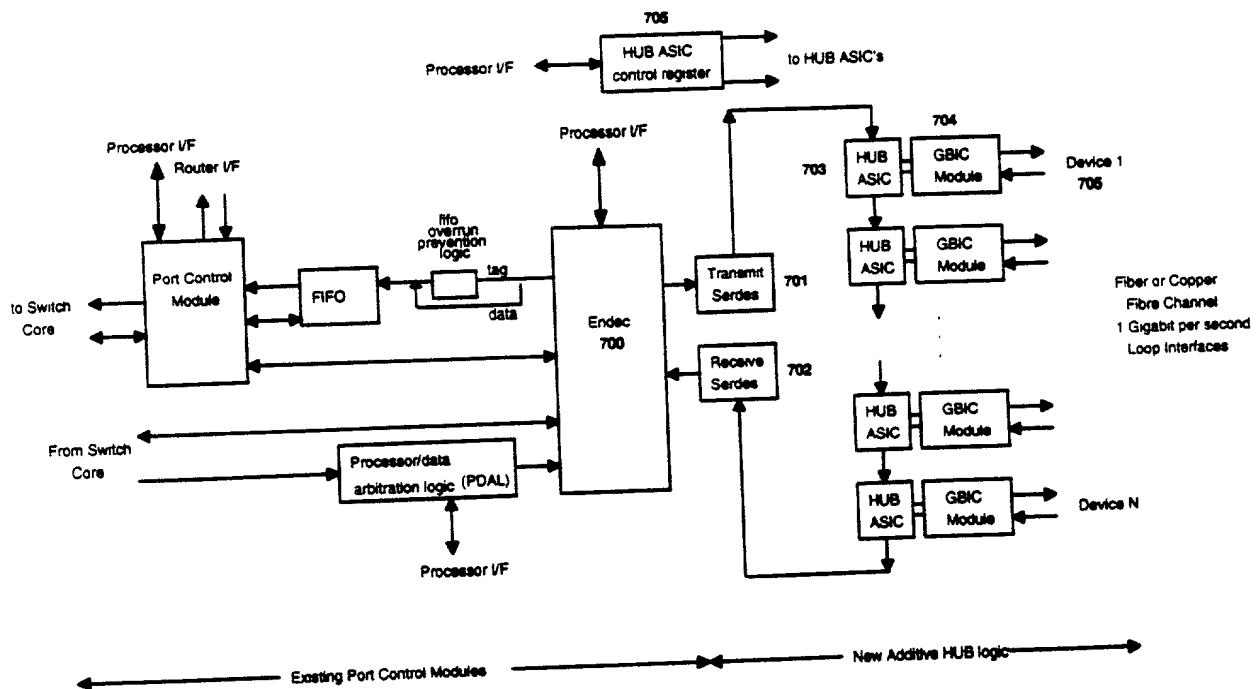 705
HUB ASIC
control register
Processor I/F
to HUB ASIC's
Processor I/F
Router I/F
Port Control
Module
to Switch
Core
FIFO
fifo
overrun
prevention
logic
tag
data
Processor I/F
Endec
700
Transmit
Serdes
701
Receive
Serdes
702
703
704
HUB
ASIC
GBIC
Module
Device 1
705
HUB
ASIC
GBIC
Module
Fiber or Copper
Fibre Channel
1 Gigabit per second
Loop Interfaces
HUB
ASIC
GBIC
Module
HUB
ASIC
GBIC
Module
Device N
From Switch
Core
Processor/data
arbitration logic (PDAL)
Processor I/F
Existing Port Control Modules
New Additive HUB logic